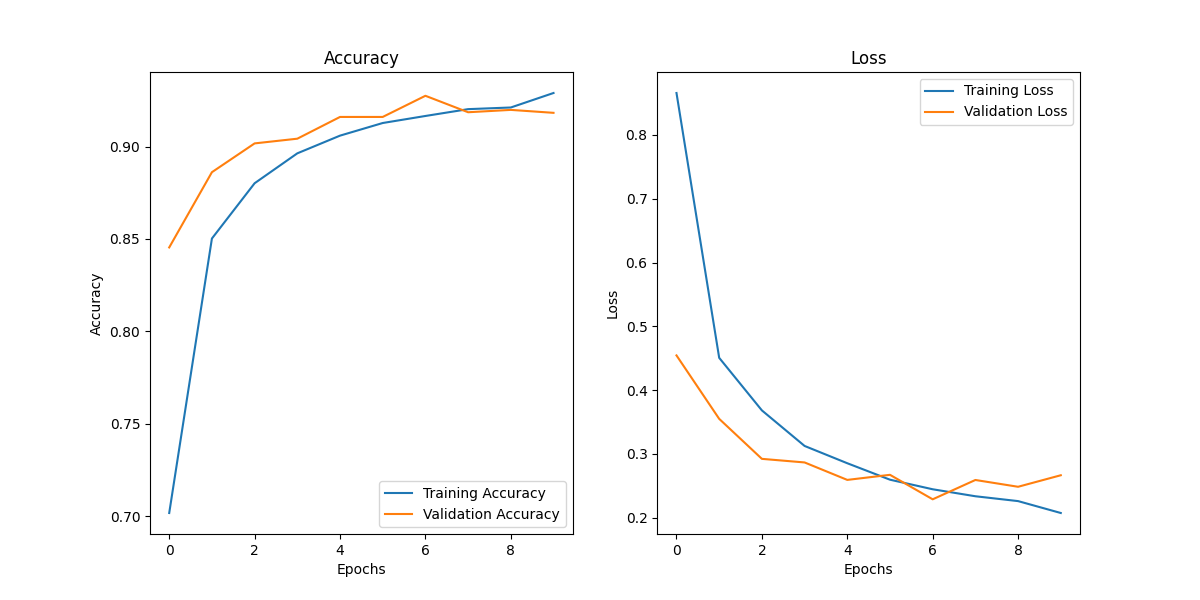 Accuracy
0.90
0.85
0.80
0.75
0.70
Accuracy
Training Accuracy
Validation Accuracy
0 2 4 6 8
Epochs
Loss
Training Loss
Validation Loss
0.8
0.7
0.6
0.5
0.4
0.3
0.2
Loss
0 2 4 6 8
Epochs